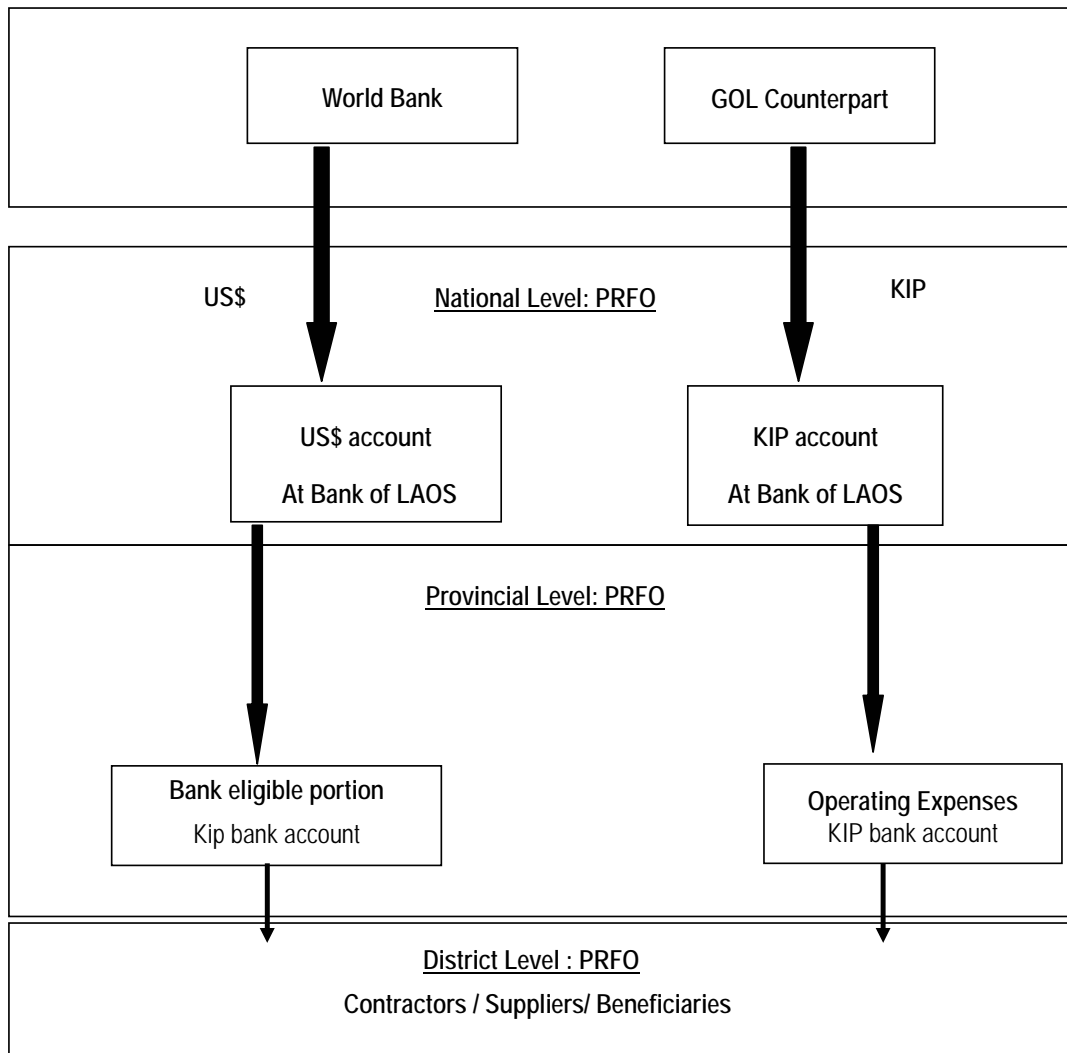 World Bank
GOL Counterpart
US$
National Level: PRFO
KIP
US$ account
At Bank of LAOS
KIP account
At Bank of LAOS
Provincial Level: PRFO
Bank eligible portion
Kip bank account
Operating Expenses
KIP bank account
District Level : PRFO
Contractors / Suppliers/ Beneficiaries